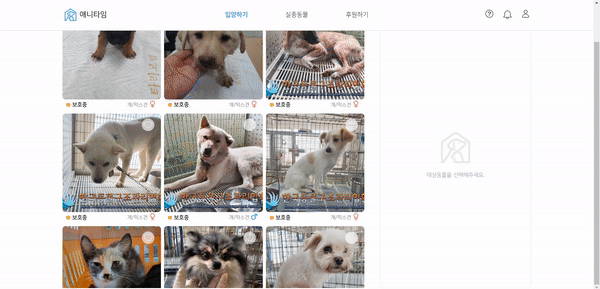 애니타임
입양하기
실종동물
후원하기
보호중
개/믹스견
보호중
개/믹스견
보호중
개/믹스견
보호중
개/믹스견
보호중
개/믹스견
보호중
개/믹스견
대상동물을 선택해주세요.